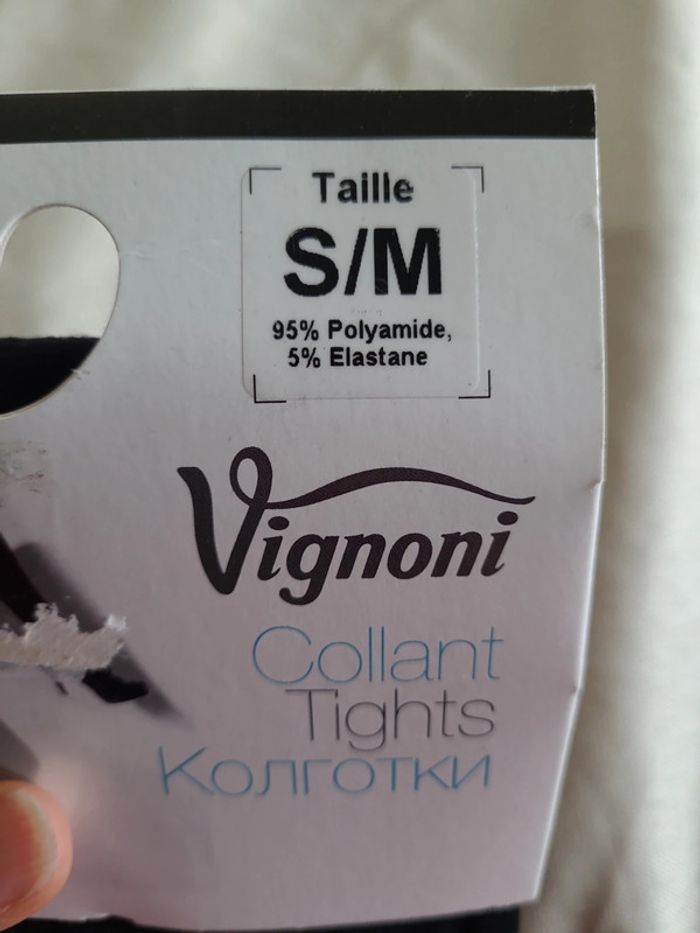 Taille
S/M
95% Polyamide,
5% Elastane
Vignoni
Collant
Tights
Колготки